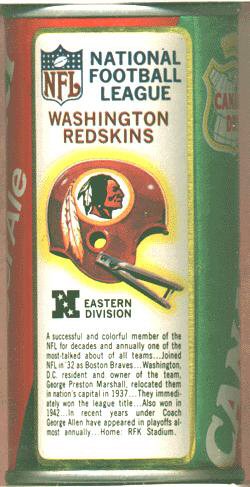 NFL
NATIONAL
FOOTBALL
LEAGUE
WASHINGTON
REDSKINS
N EASTERN
DIVISION
A successful and colorful member of the
NFL for decades and annually one of the
most-talked about of all teams...Joined
NFL in '32 as Boston Braves...Washington,
D.C. resident and owner of the team,
George Preston Marshall, relocated them
in nation's capital in 1937...They immedi-
ately won the league title...Also won in
1942...In recent years under Coach
George Allen have appeared in playoffs al-
most annually...Home: RFK Stadium.
Ale
CANA
D
CAN